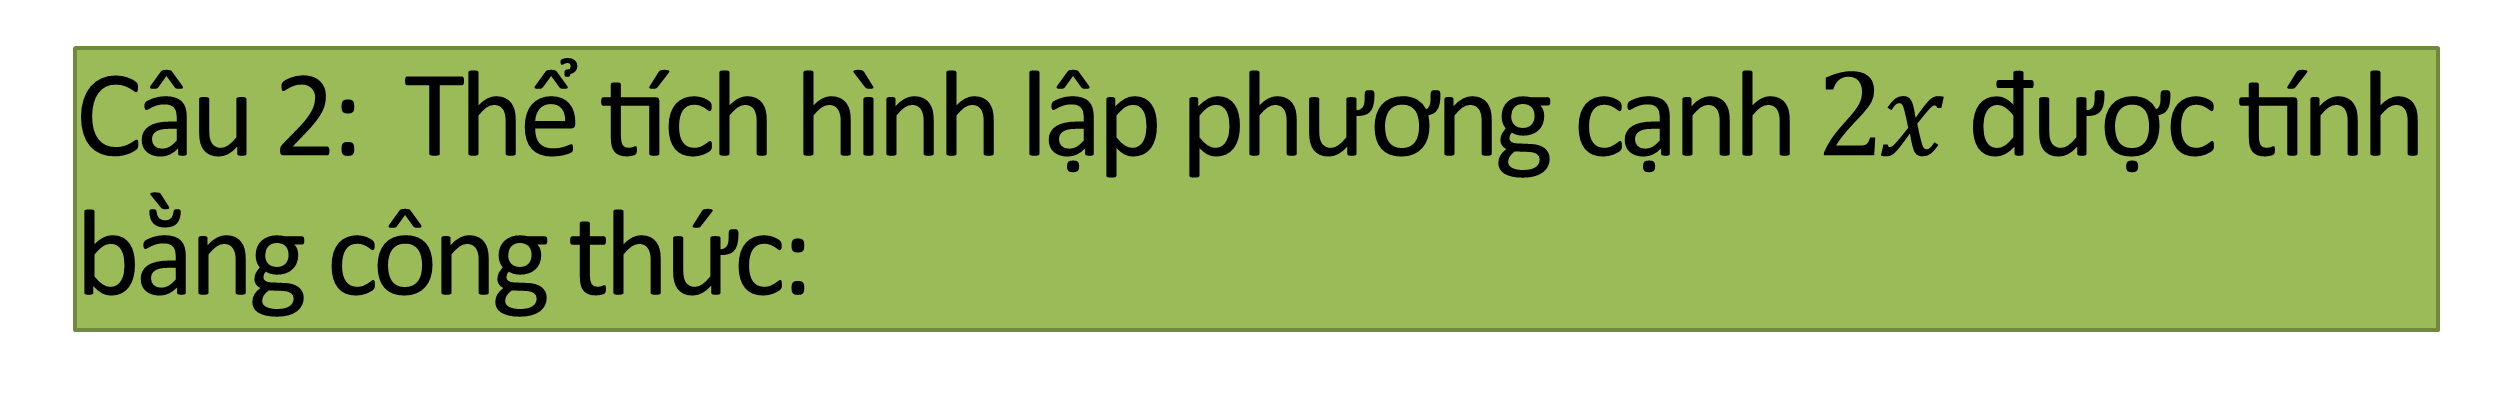 Câu 2: Thể tích hình lập phương cạnh 2x được tính
bằng công thức: